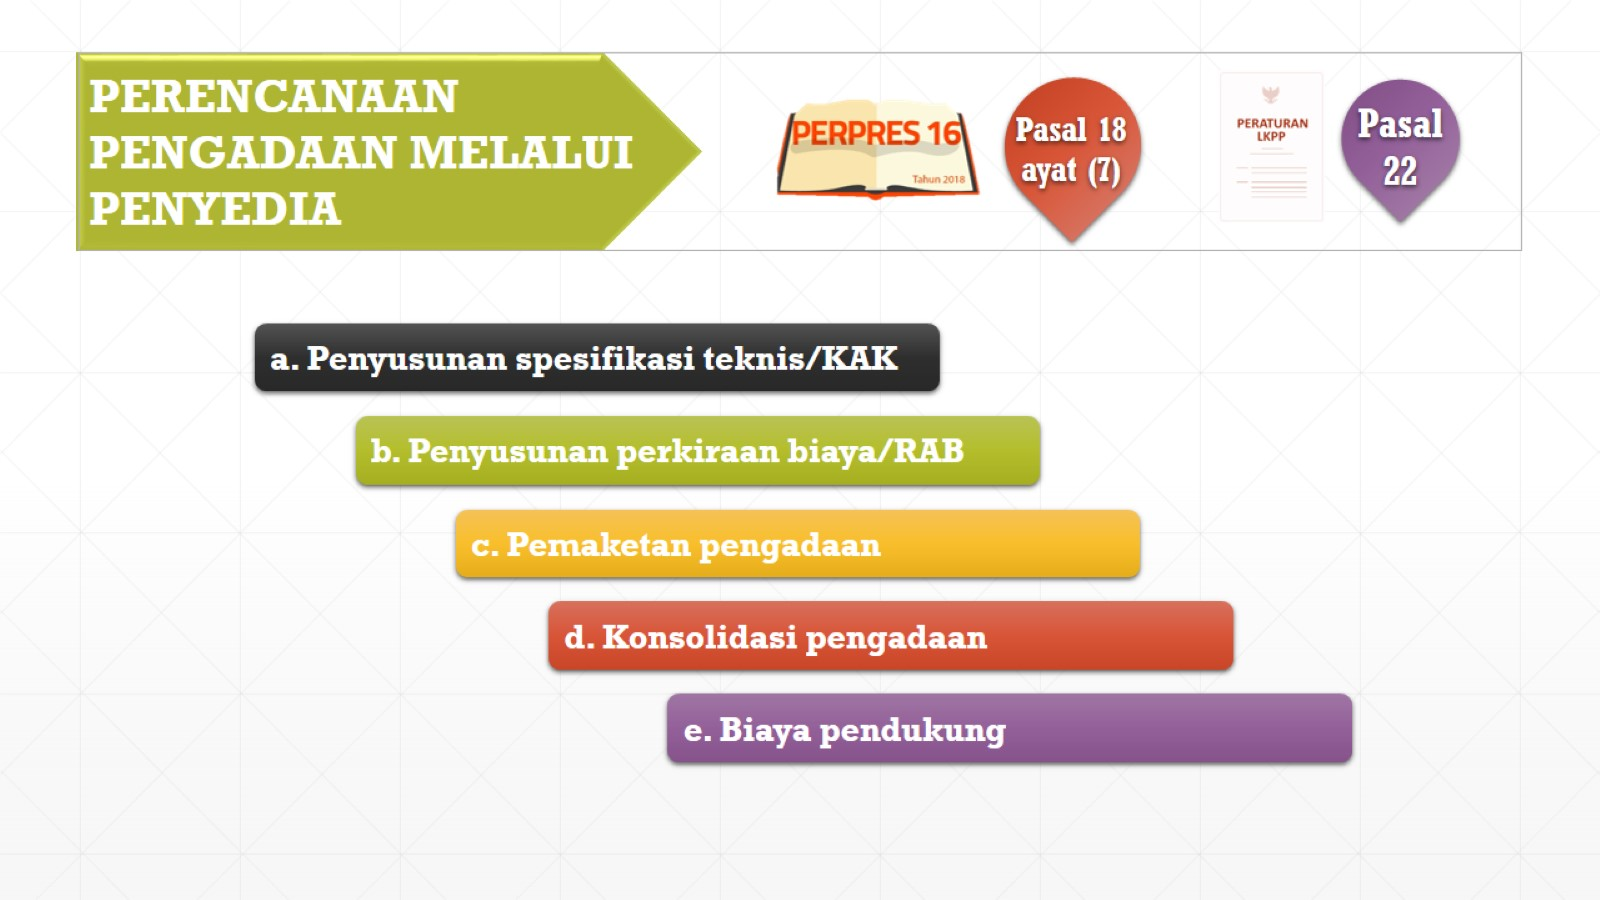 PERENCANAAN
PENGADAAN MELALUI
PENYEDIA
PERPRES 16
Tahun 2018
Pasal 18
ayat (7)
PERATURAN
LKPP
Pasal
22
a. Penyusunan spesifikasi teknis/KAK
b. Penyusunan perkiraan biaya/RAB
c. Pemaketan pengadaan
d. Konsolidasi pengadaan
e. Biaya pendukung